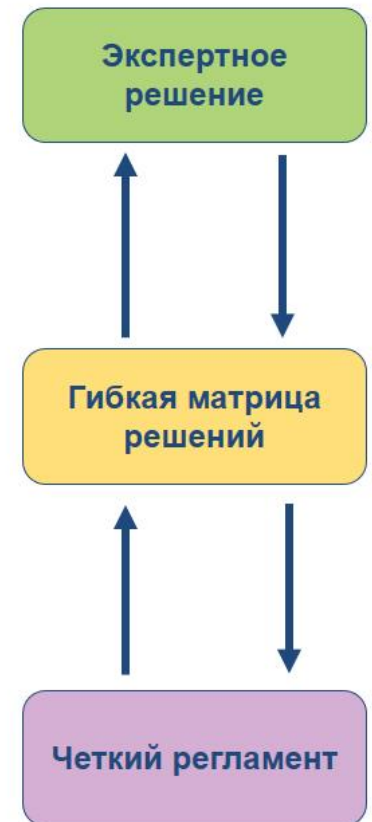 Экспертное
решение
Гибкая матрица
решений
Четкий регламент